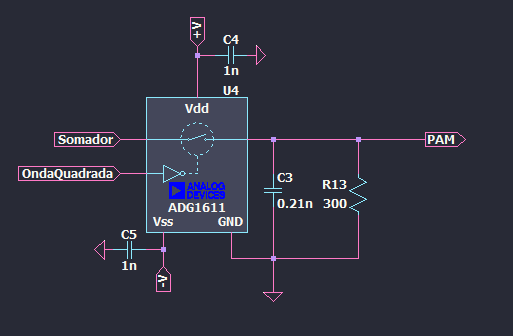 +V
C4
1n
U4
Vdd
Somador
PAM
OndaQuadrada
C3
0.21n
R13
300
ANALOG
DEVICES
ADG1611
Vss
GND
C5
1n
-V